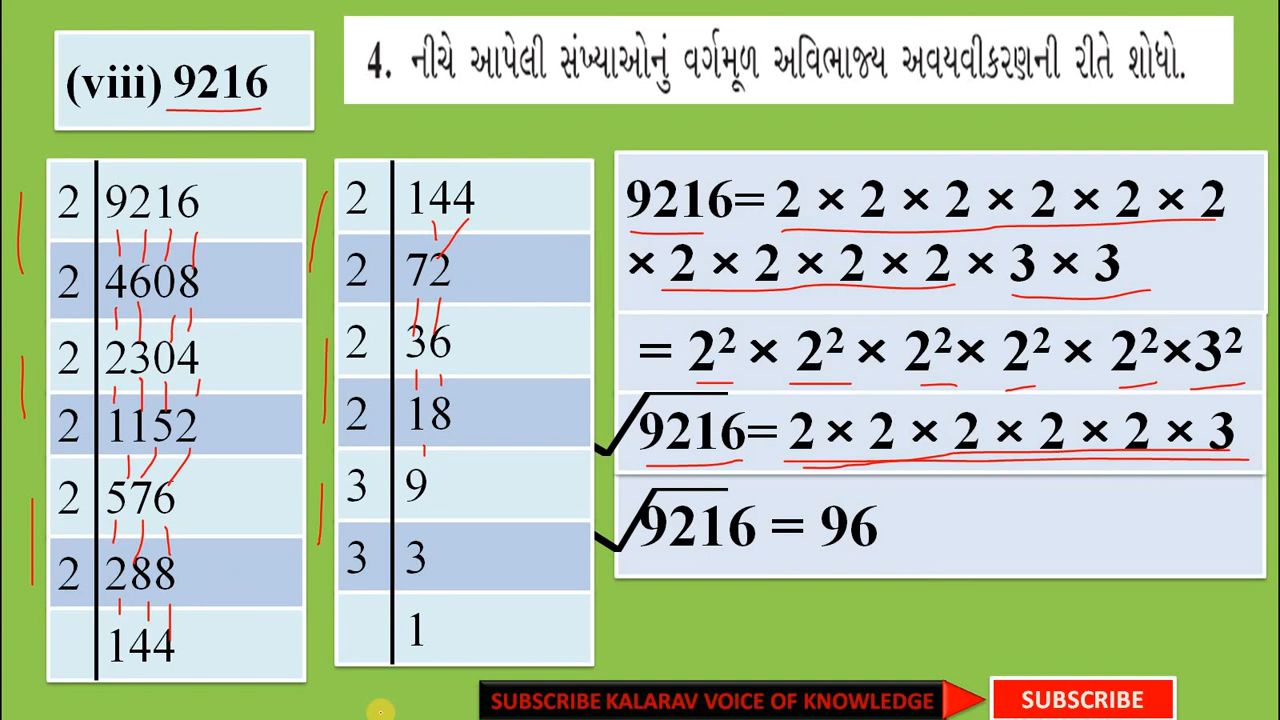 (viii) 9216
4. નીચે આપેલી સંખ્યાઓનું વર્ગમૂળ અવિભાજ્ય અવયવીકરણની રીતે શોધો.
2 9216
2 4608
2 2304
2 1152
2 576
2 288
144
2 144
2 72
2 36
2 18
3 9
3 3
1
9216= 2 × 2 × 2 × 2 × 2 × 2
× 2 × 2 × 2 × 2 × 3 × 3
= 2² × 2² × 2² × 2² × 2² × 3²
√9216= 2 × 2 × 2 × 2 × 2 × 3
√9216 = 96
SUBSCRIBE KALARAV VOICE OF KNOWLEDGE
SUBSCRIBE